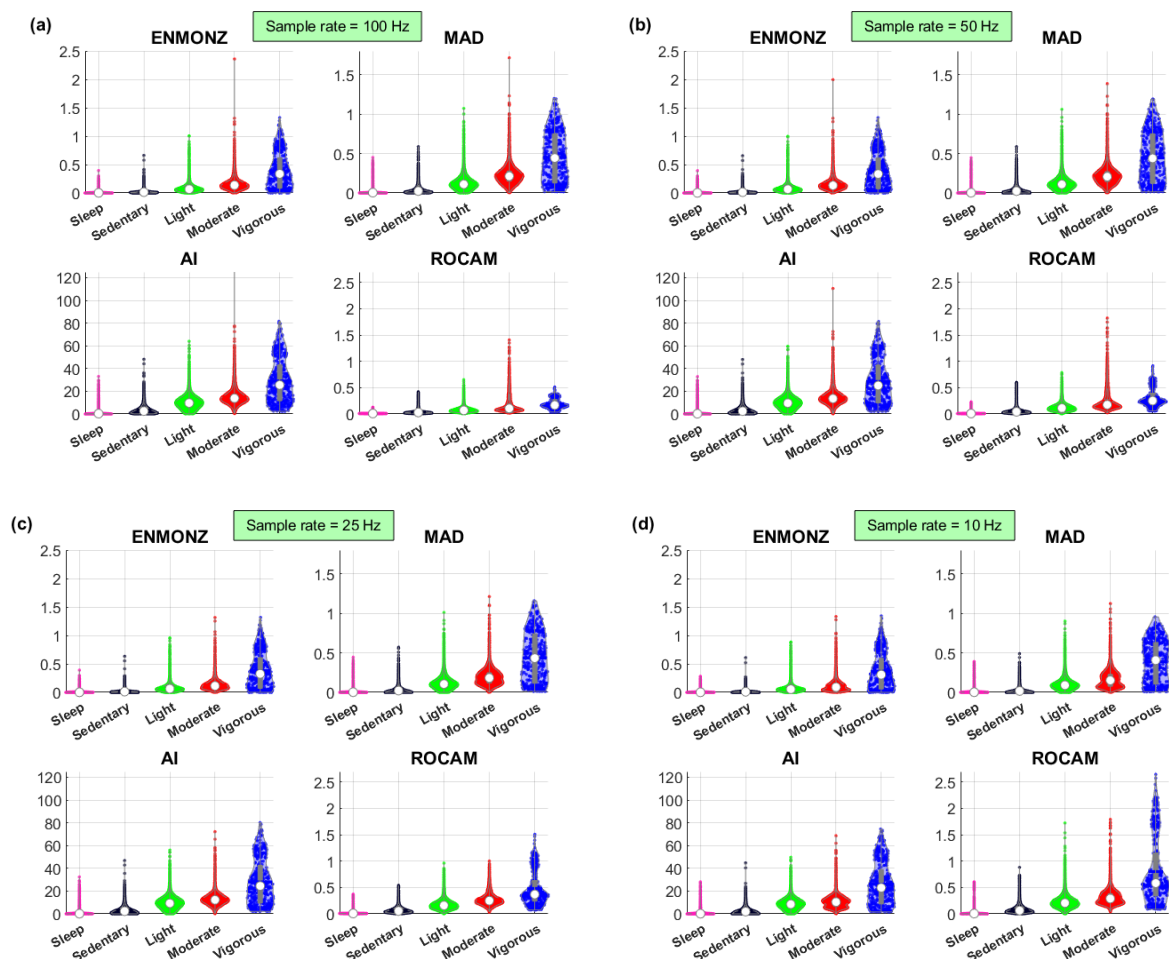 (a)
Sample rate = 100 Hz
ENMONZ
MAD
2.5
2
1.5
1
0.5
0
1.5
1
0.5
0
Sleep
Sedentary
Light
Moderate
Vigorous
Sleep
Sedentary
Light
Moderate
Vigorous
AI
ROCAM
120
100
80
60
40
20
0
2.5
2
1.5
1
0.5
0
Sleep
Sedentary
Light
Moderate
Vigorous
Sleep
Sedentary
Light
Moderate
Vigorous
(b)
Sample rate = 50 Hz
ENMONZ
MAD
2.5
2
1.5
1
0.5
0
1.5
1
0.5
0
Sleep
Sedentary
Light
Moderate
Vigorous
Sleep
Sedentary
Light
Moderate
Vigorous
AI
ROCAM
120
100
80
60
40
20
0
2.5
2
1.5
1
0.5
0
Sleep
Sedentary
Light
Moderate
Vigorous
Sleep
Sedentary
Light
Moderate
Vigorous
(c)
Sample rate = 25 Hz
ENMONZ
MAD
2.5
2
1.5
1
0.5
0
1.5
1
0.5
0
Sleep
Sedentary
Light
Moderate
Vigorous
Sleep
Sedentary
Light
Moderate
Vigorous
AI
ROCAM
120
100
80
60
40
20
0
2.5
2
1.5
1
0.5
0
Sleep
Sedentary
Light
Moderate
Vigorous
Sleep
Sedentary
Light
Moderate
Vigorous
(d)
Sample rate = 10 Hz
ENMONZ
MAD
2.5
2
1.5
1
0.5
0
1.5
1
0.5
0
Sleep
Sedentary
Light
Moderate
Vigorous
Sleep
Sedentary
Light
Moderate
Vigorous
AI
ROCAM
120
100
80
60
40
20
0
2.5
2
1.5
1
0.5
0
Sleep
Sedentary
Light
Moderate
Vigorous
Sleep
Sedentary
Light
Moderate
Vigorous